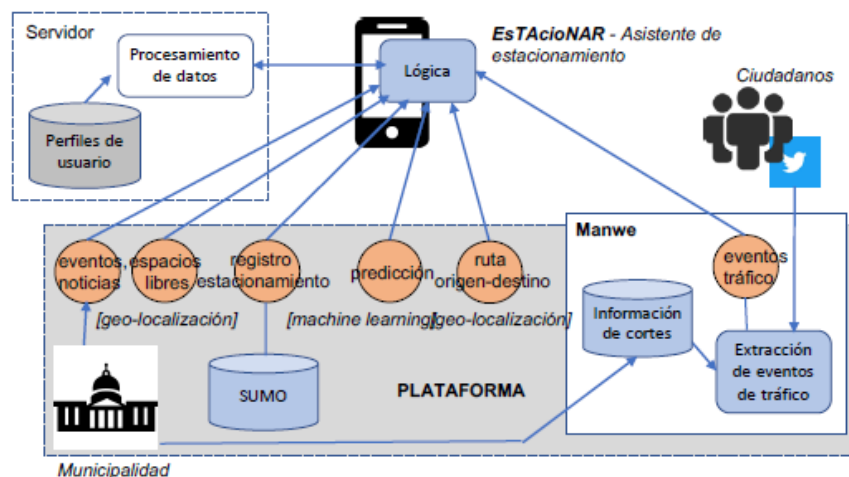 Servidor
Procesamiento
de datos
Perfiles de
usuario
EsTAcioNAR - Asistente de
estacionamiento
Lógica
Ciudadanos
eventos,
noticias
espacios
libres
registro
estacionamiento
predicción
ruta
origen-destino
[geo-localización]
[machine learning]
[geo-localización]
Manwe
eventos
tráfico
Información
de cortes
Extracción
de eventos
de tráfico
SUMO
PLATAFORMA
Municipalidad